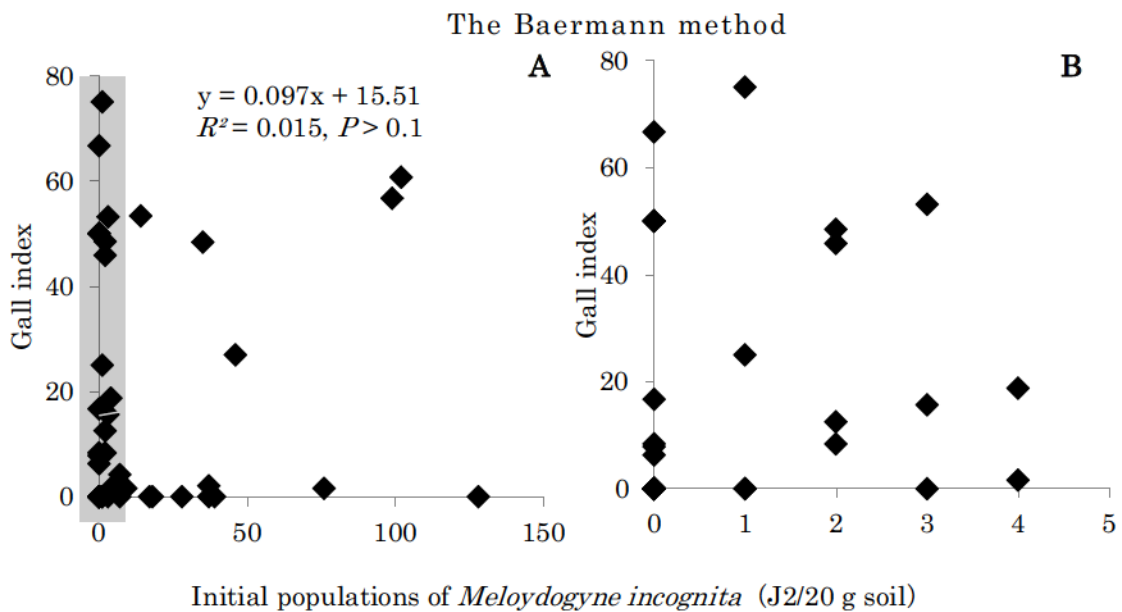 The Baermann method
A
B
y = 0.097x + 15.51
R² = 0.015, P > 0.1
80
60
40
20
0
Gall index
0 50 100 150
80
60
40
20
0
Gall index
0 1 2 3 4 5
Initial populations of Meloydogyne incognita (J2/20 g soil)